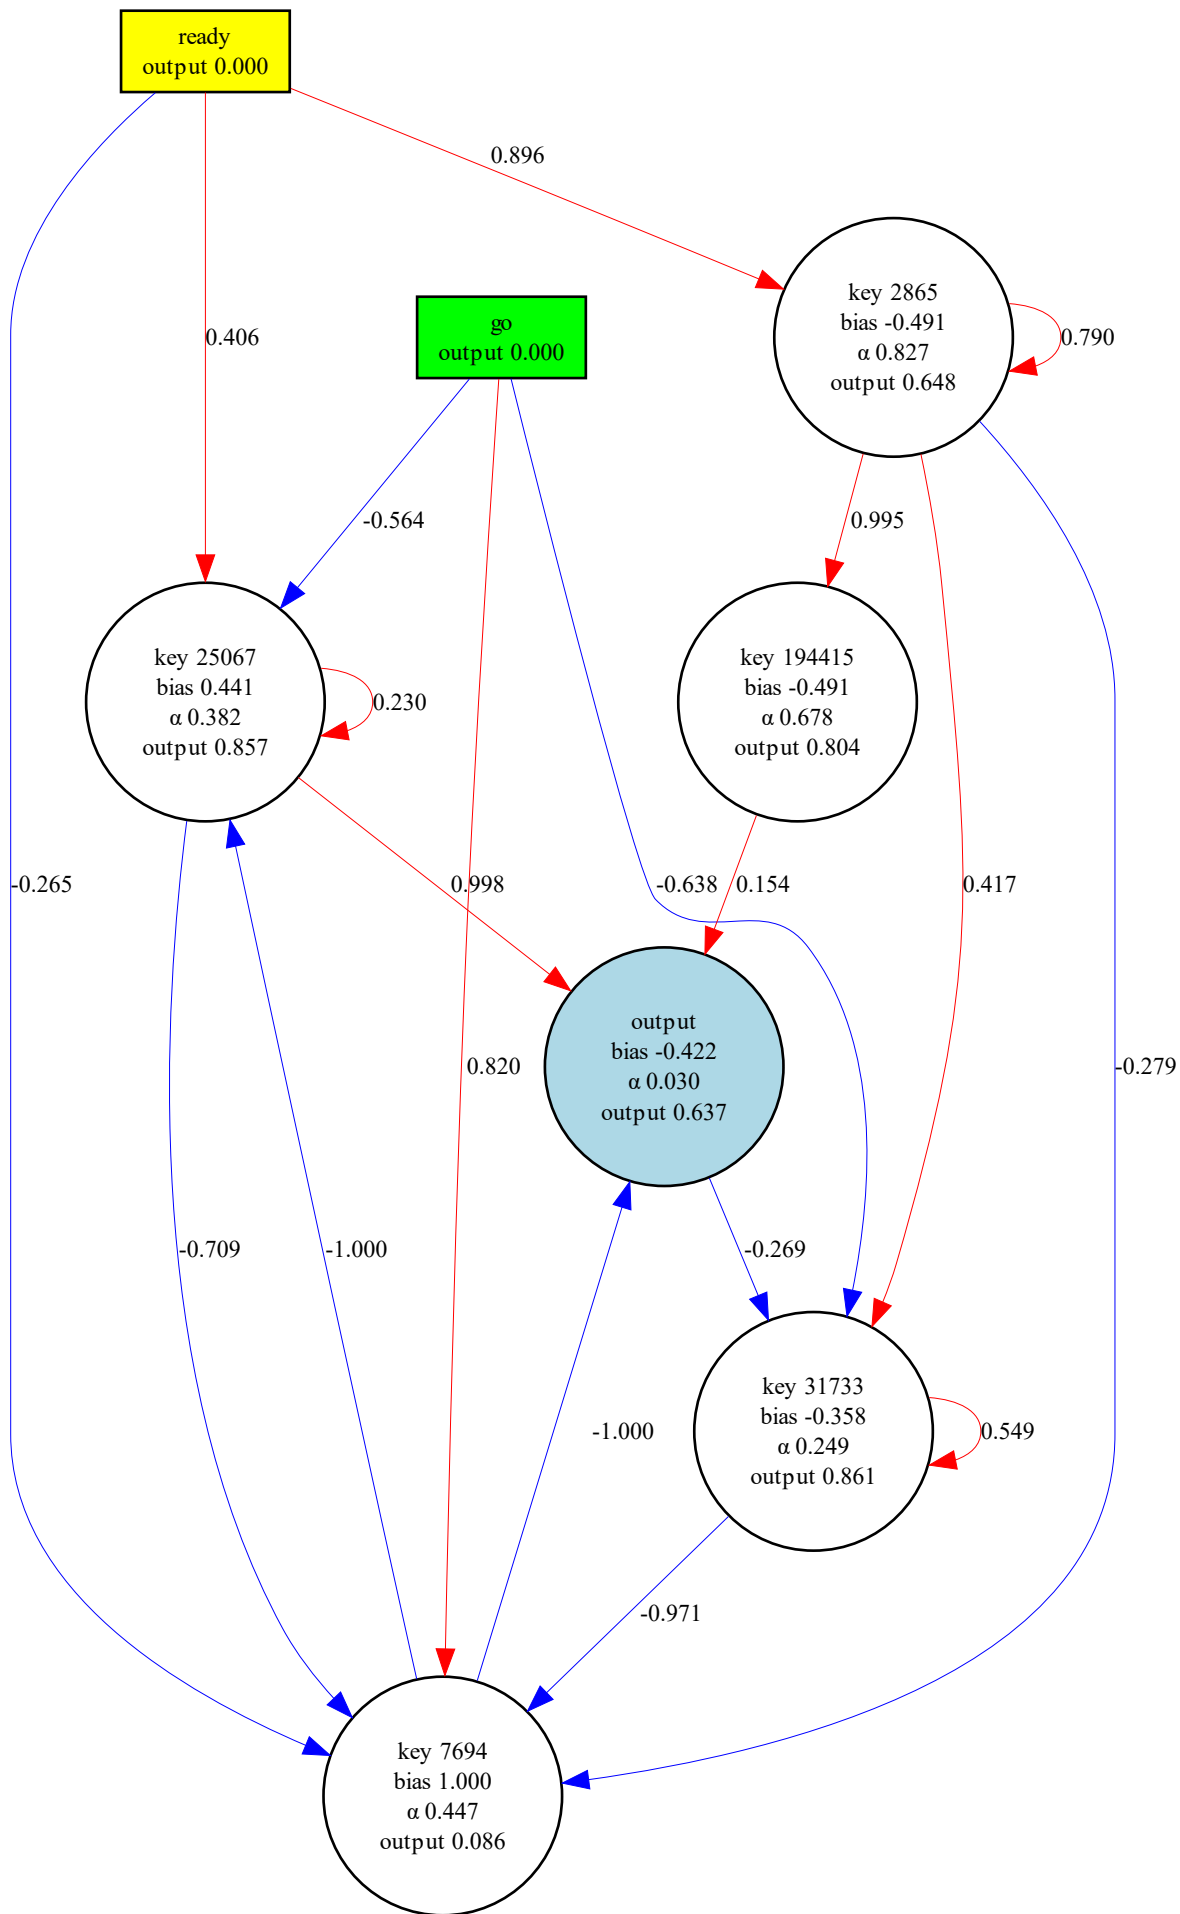 ready
output 0.000
0.896
key 2865
bias -0.491
α 0.827
output 0.648
0.790
go
output 0.000
0.406
-0.564
0.995
key 25067
bias 0.441
α 0.382
output 0.857
0.230
key 194415
bias -0.491
α 0.678
output 0.804
-0.265
0.998
-0.638
0.154
0.417
output
bias -0.422
α 0.030
output 0.637
0.820
-0.279
-0.709
-1.000
-0.269
-1.000
key 31733
bias -0.358
α 0.249
output 0.861
0.549
-0.971
key 7694
bias 1.000
α 0.447
output 0.086